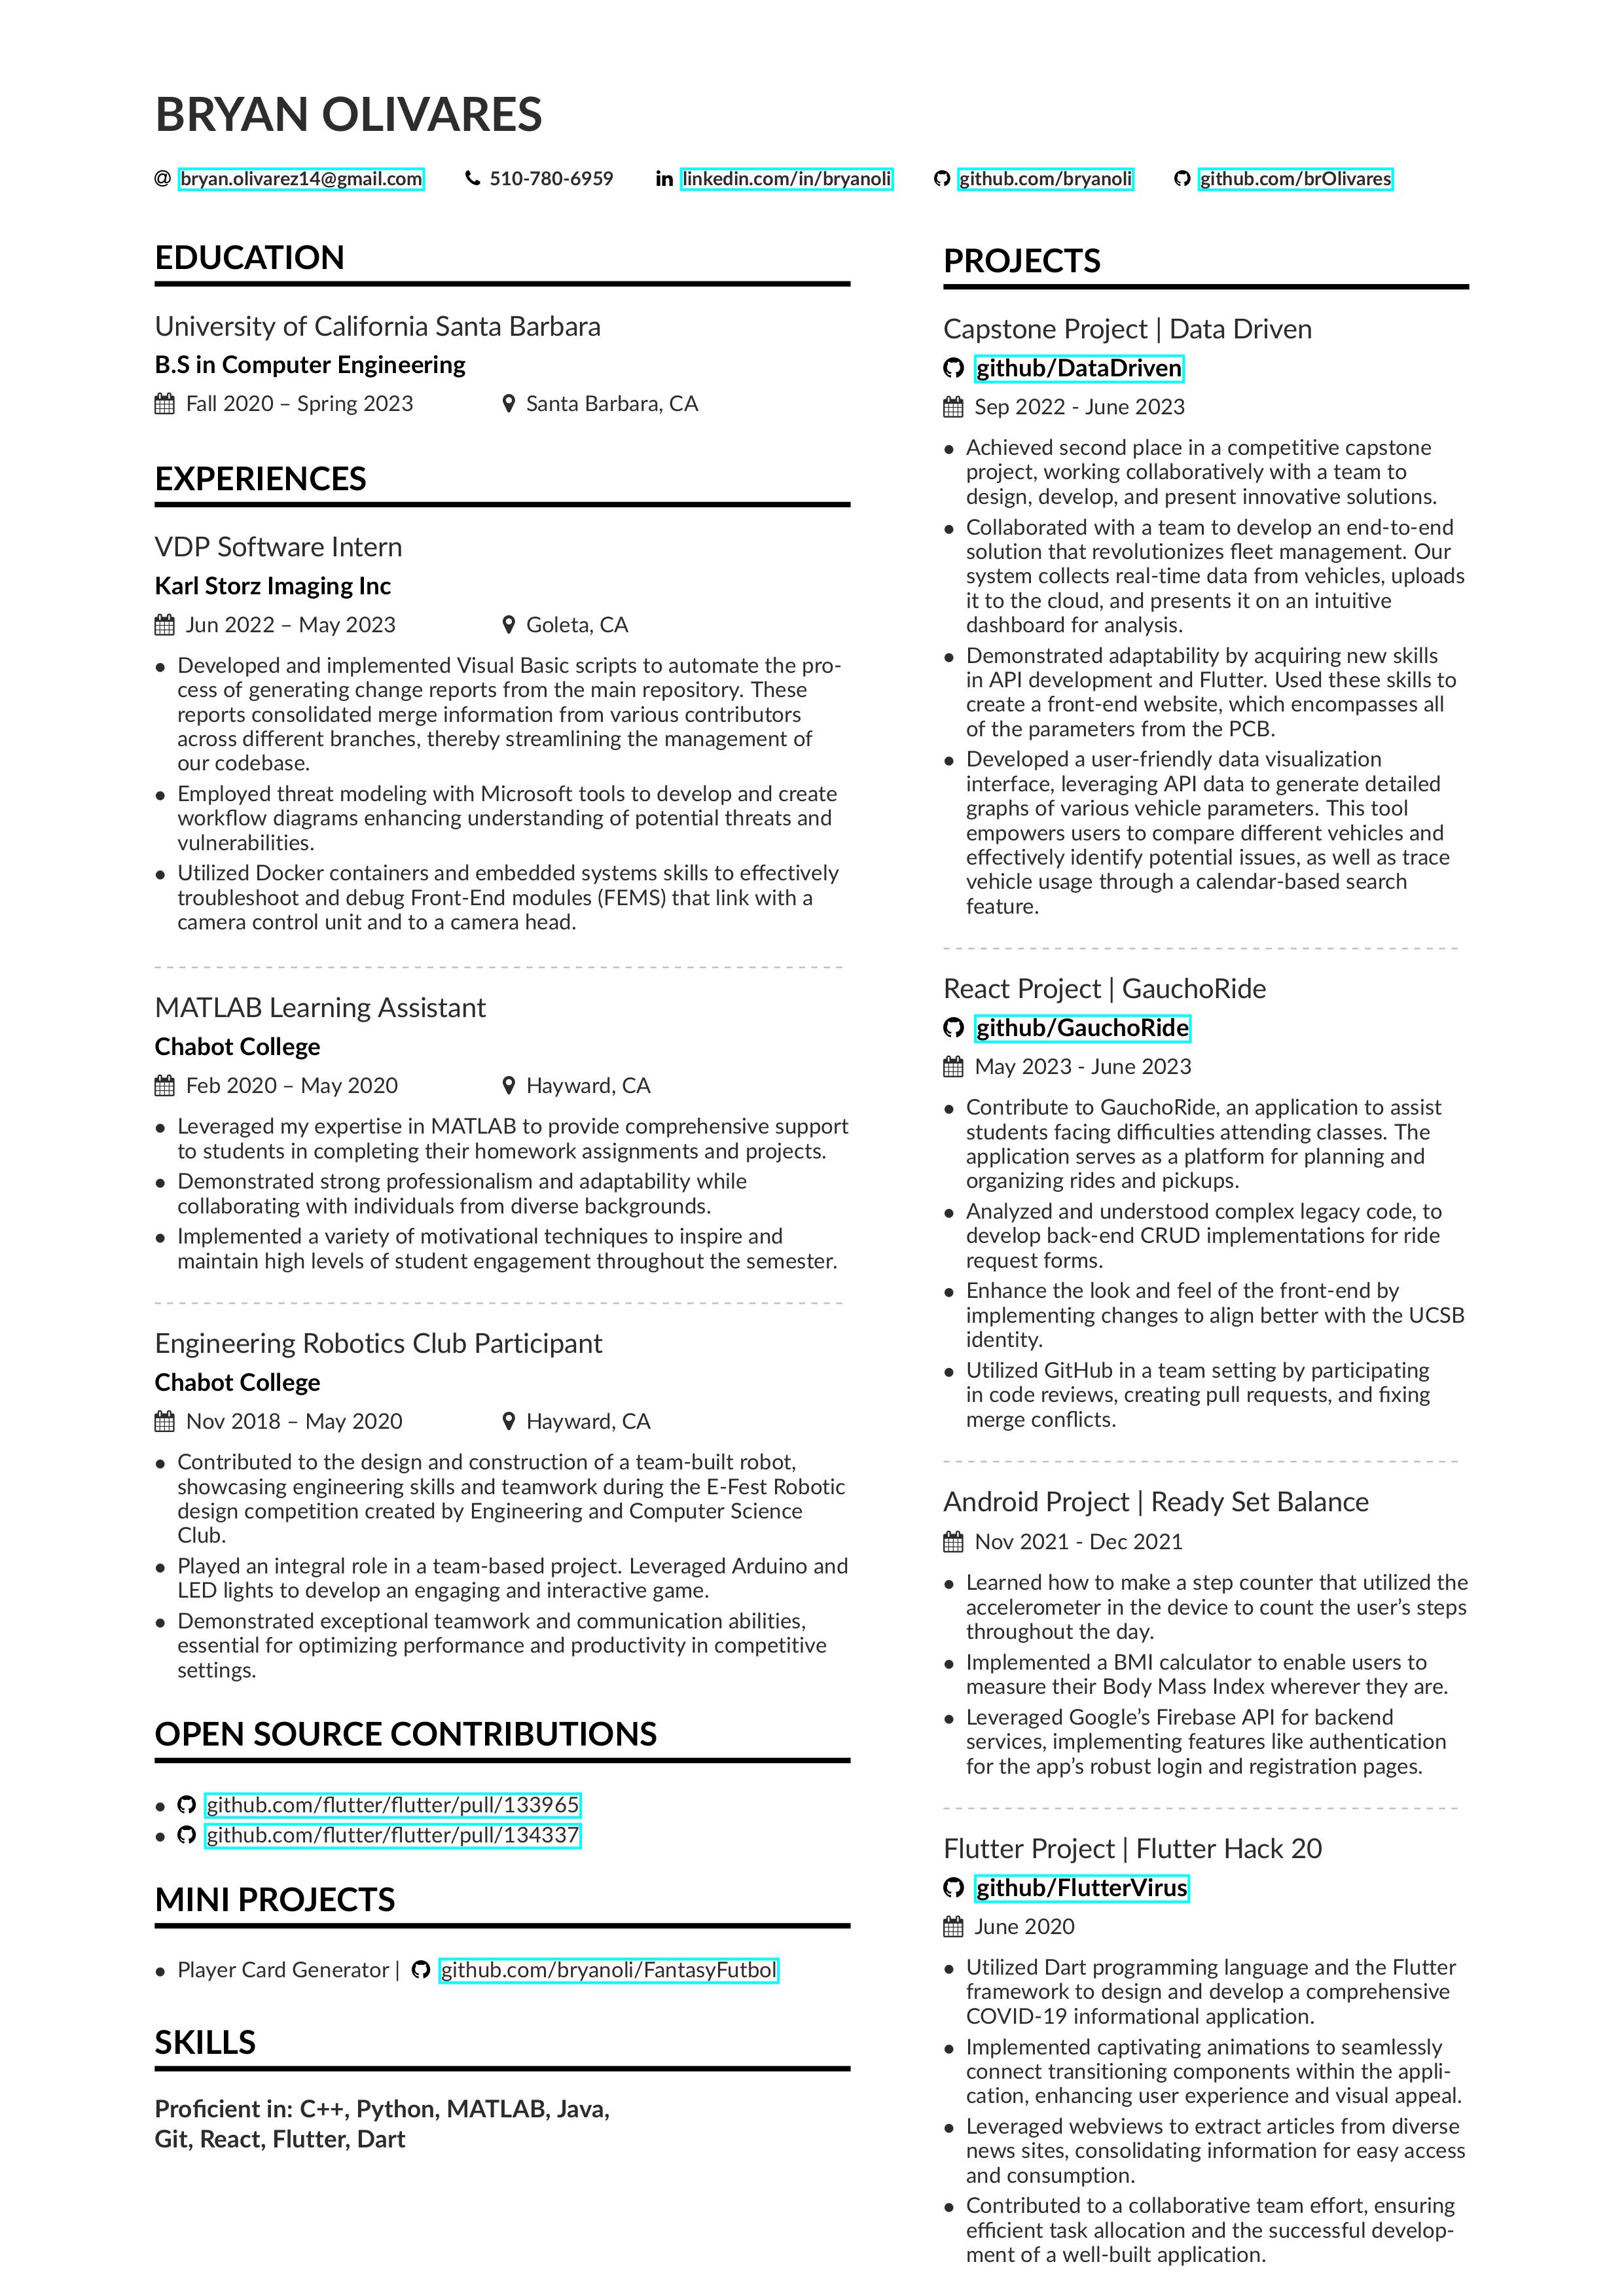 BRYAN OLIVARES
@ bryan.olivarez14@gmail.com 510-780-6959 in linkedin.com/in/bryanoli github.com/bryanoli github.com/brOlivares
EDUCATION
University of California Santa Barbara
B.S in Computer Engineering
Fall 2020 – Spring 2023 Santa Barbara, CA
EXPERIENCES
VDP Software Intern
Karl Storz Imaging Inc
Jun 2022 – May 2023 Goleta, CA
• Developed and implemented Visual Basic scripts to automate the pro-
cess of generating change reports from the main repository. These
reports consolidated merge information from various contributors
across different branches, thereby streamlining the management of
our codebase.
• Employed threat modeling with Microsoft tools to develop and create
workflow diagrams enhancing understanding of potential threats and
vulnerabilities.
• Utilized Docker containers and embedded systems skills to effectively
troubleshoot and debug Front-End modules (FEMS) that link with a
camera control unit and to a camera head.
MATLAB Learning Assistant
Chabot College
Feb 2020 – May 2020 Hayward, CA
• Leveraged my expertise in MATLAB to provide comprehensive support
to students in completing their homework assignments and projects.
• Demonstrated strong professionalism and adaptability while
collaborating with individuals from diverse backgrounds.
• Implemented a variety of motivational techniques to inspire and
maintain high levels of student engagement throughout the semester.
Engineering Robotics Club Participant
Chabot College
Nov 2018 – May 2020 Hayward, CA
• Contributed to the design and construction of a team-built robot,
showcasing engineering skills and teamwork during the E-Fest Robotic
design competition created by Engineering and Computer Science
Club.
• Played an integral role in a team-based project. Leveraged Arduino and
LED lights to develop an engaging and interactive game.
• Demonstrated exceptional teamwork and communication abilities,
essential for optimizing performance and productivity in competitive
settings.
OPEN SOURCE CONTRIBUTIONS
• github.com/flutter/flutter/pull/133965
• github.com/flutter/flutter/pull/134337
MINI PROJECTS
• Player Card Generator | github.com/bryanoli/FantasyFutbol
SKILLS
Proficient in: C++, Python, MATLAB, Java,
Git, React, Flutter, Dart
PROJECTS
Capstone Project | Data Driven
github/DataDriven
Sep 2022 - June 2023
• Achieved second place in a competitive capstone
project, working collaboratively with a team to
design, develop, and present innovative solutions.
• Collaborated with a team to develop an end-to-end
solution that revolutionizes fleet management. Our
system collects real-time data from vehicles, uploads
it to the cloud, and presents it on an intuitive
dashboard for analysis.
• Demonstrated adaptability by acquiring new skills
in API development and Flutter. Used these skills to
create a front-end website, which encompasses all
of the parameters from the PCB.
• Developed a user-friendly data visualization
interface, leveraging API data to generate detailed
graphs of various vehicle parameters. This tool
empowers users to compare different vehicles and
effectively identify potential issues, as well as trace
vehicle usage through a calendar-based search
feature.
React Project | GauchoRide
github/GauchoRide
May 2023 - June 2023
• Contribute to GauchoRide, an application to assist
students facing difficulties attending classes. The
application serves as a platform for planning and
organizing rides and pickups.
• Analyzed and understood complex legacy code, to
develop back-end CRUD implementations for ride
request forms.
• Enhance the look and feel of the front-end by
implementing changes to align better with the UCSB
identity.
• Utilized GitHub in a team setting by participating
in code reviews, creating pull requests, and fixing
merge conflicts.
Android Project | Ready Set Balance
Nov 2021 - Dec 2021
• Learned how to make a step counter that utilized the
accelerometer in the device to count the user’s steps
throughout the day.
• Implemented a BMI calculator to enable users to
measure their Body Mass Index wherever they are.
• Leveraged Google’s Firebase API for backend
services, implementing features like authentication
for the app’s robust login and registration pages.
Flutter Project | Flutter Hack 20
github/FlutterVirus
June 2020
• Utilized Dart programming language and the Flutter
framework to design and develop a comprehensive
COVID-19 informational application.
• Implemented captivating animations to seamlessly
connect transitioning components within the appli-
cation, enhancing user experience and visual appeal.
• Leveraged webviews to extract articles from diverse
news sites, consolidating information for easy access
and consumption.
• Contributed to a collaborative team effort, ensuring
efficient task allocation and the successful develop-
ment of a well-built application.